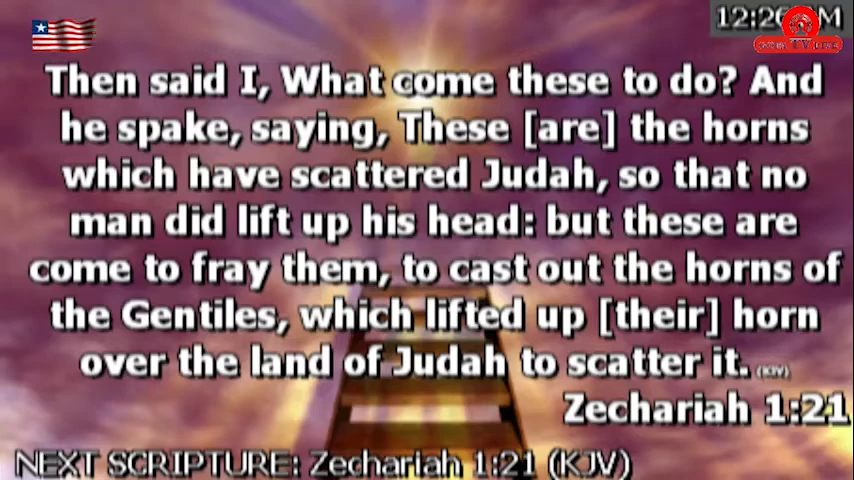 12:26 M
TV
Then said I, What come these to do? And
he spake, saying, These [are] the horns
which have scattered Judah, so that no
man did lift up his head: but these are
come to fray them, to cast out the horns of
the Gentiles, which lifted up [their] horn
over the land of Judah to scatter it. (KJV)
Zechariah 1:21
NEXT SCRIPTURE: Zechariah 1:21 (KJV)